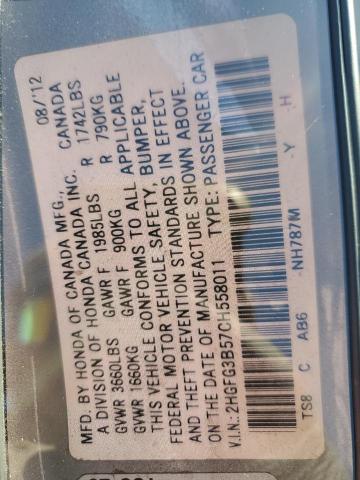 MFD. BY HONDA OF CANADA MFG., 08/'12
A DIVISION OF HONDA CANADA INC. CANADA
GVWR 3660LBS GAWR F 1985LBS R 1742LBS
GVWR 1660KG GAWR F 900KG R 790KG
THIS VEHICLE CONFORMS TO ALL APPLICABLE
FEDERAL MOTOR VEHICLE SAFETY, BUMPER,
AND THEFT PREVENTION STANDARDS IN EFFECT
ON THE DATE OF MANUFACTURE SHOWN ABOVE.
V.I.N.: 2HGFG3B57CH558011 TYPE: PASSENGER CAR
TS8 C AB6 -NH787M -Y -H